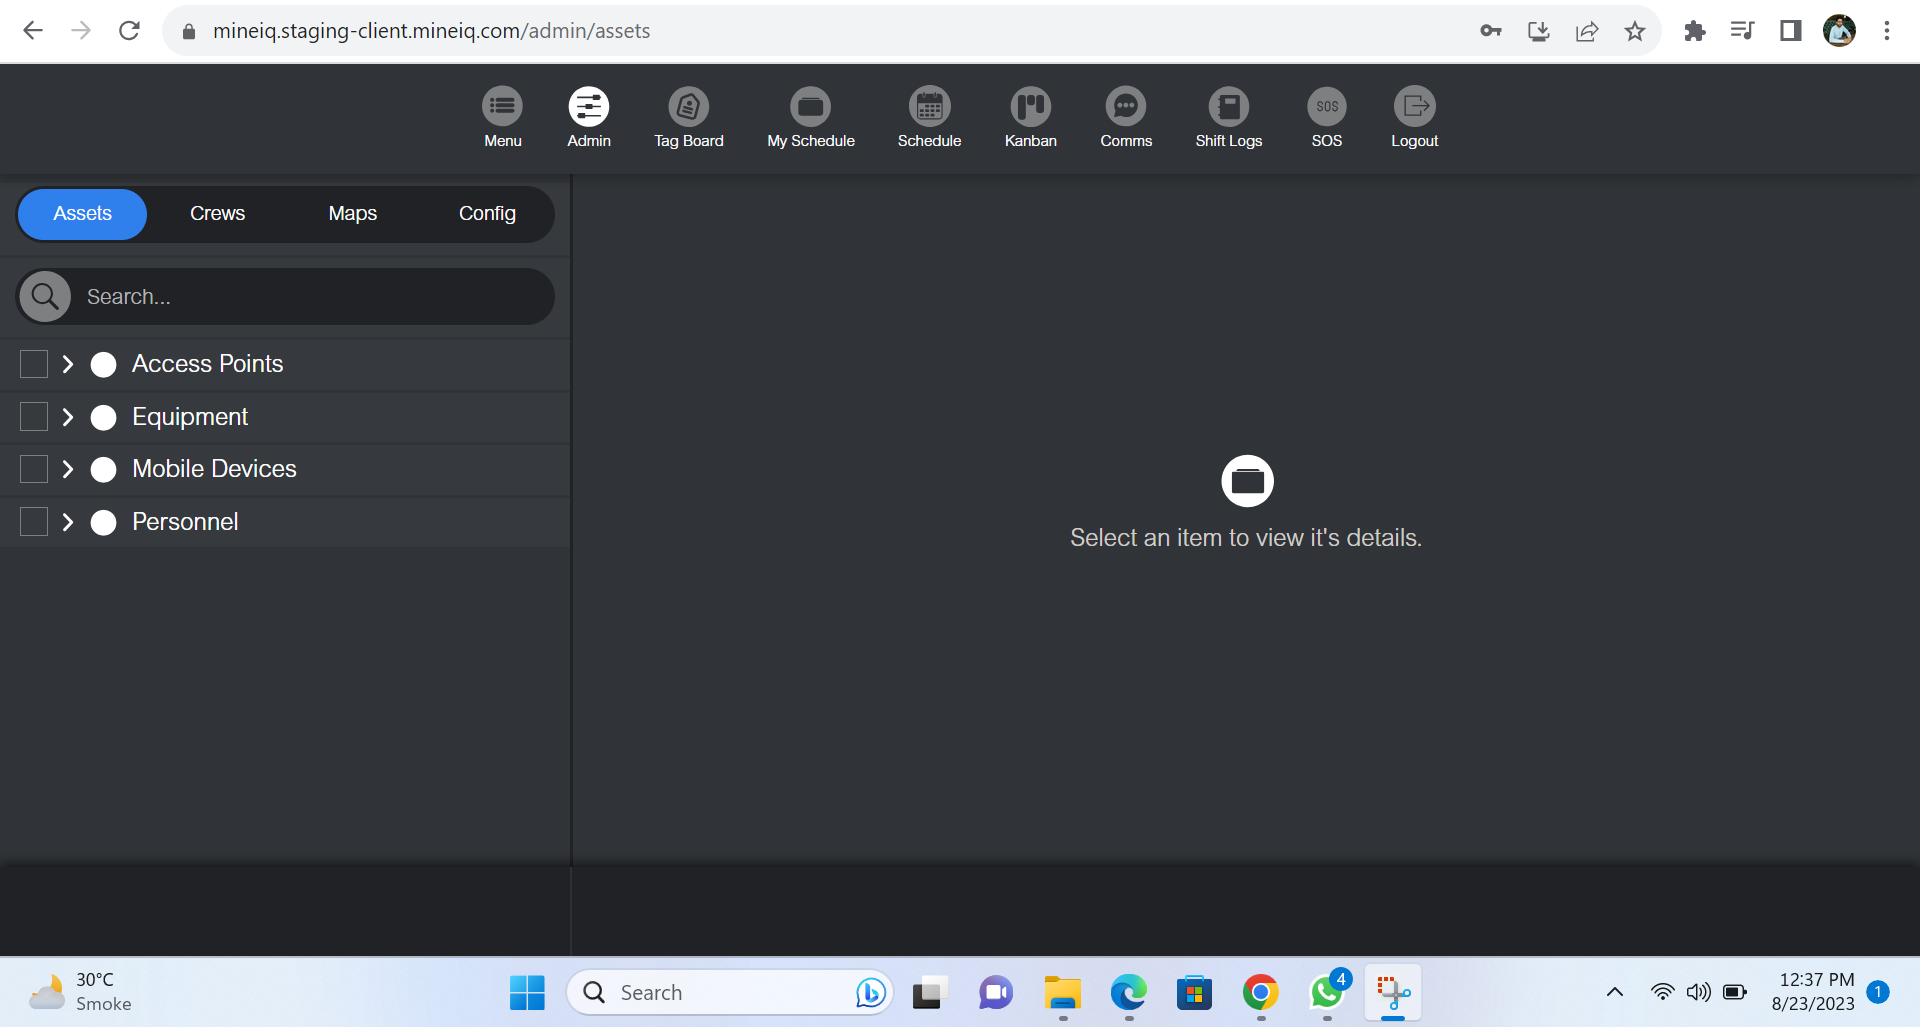 mineiq.staging-client.mineiq.com/admin/assets
Menu
Admin
Tag Board
My Schedule
Schedule
Kanban
Comms
Shift Logs
SOS
SOS
Logout
Assets
Crews
Maps
Config
Search...
Access Points
Equipment
Mobile Devices
Personnel
Select an item to view it's details.
30°C
Smoke
Search
4
12:37 PM
8/23/2023
1